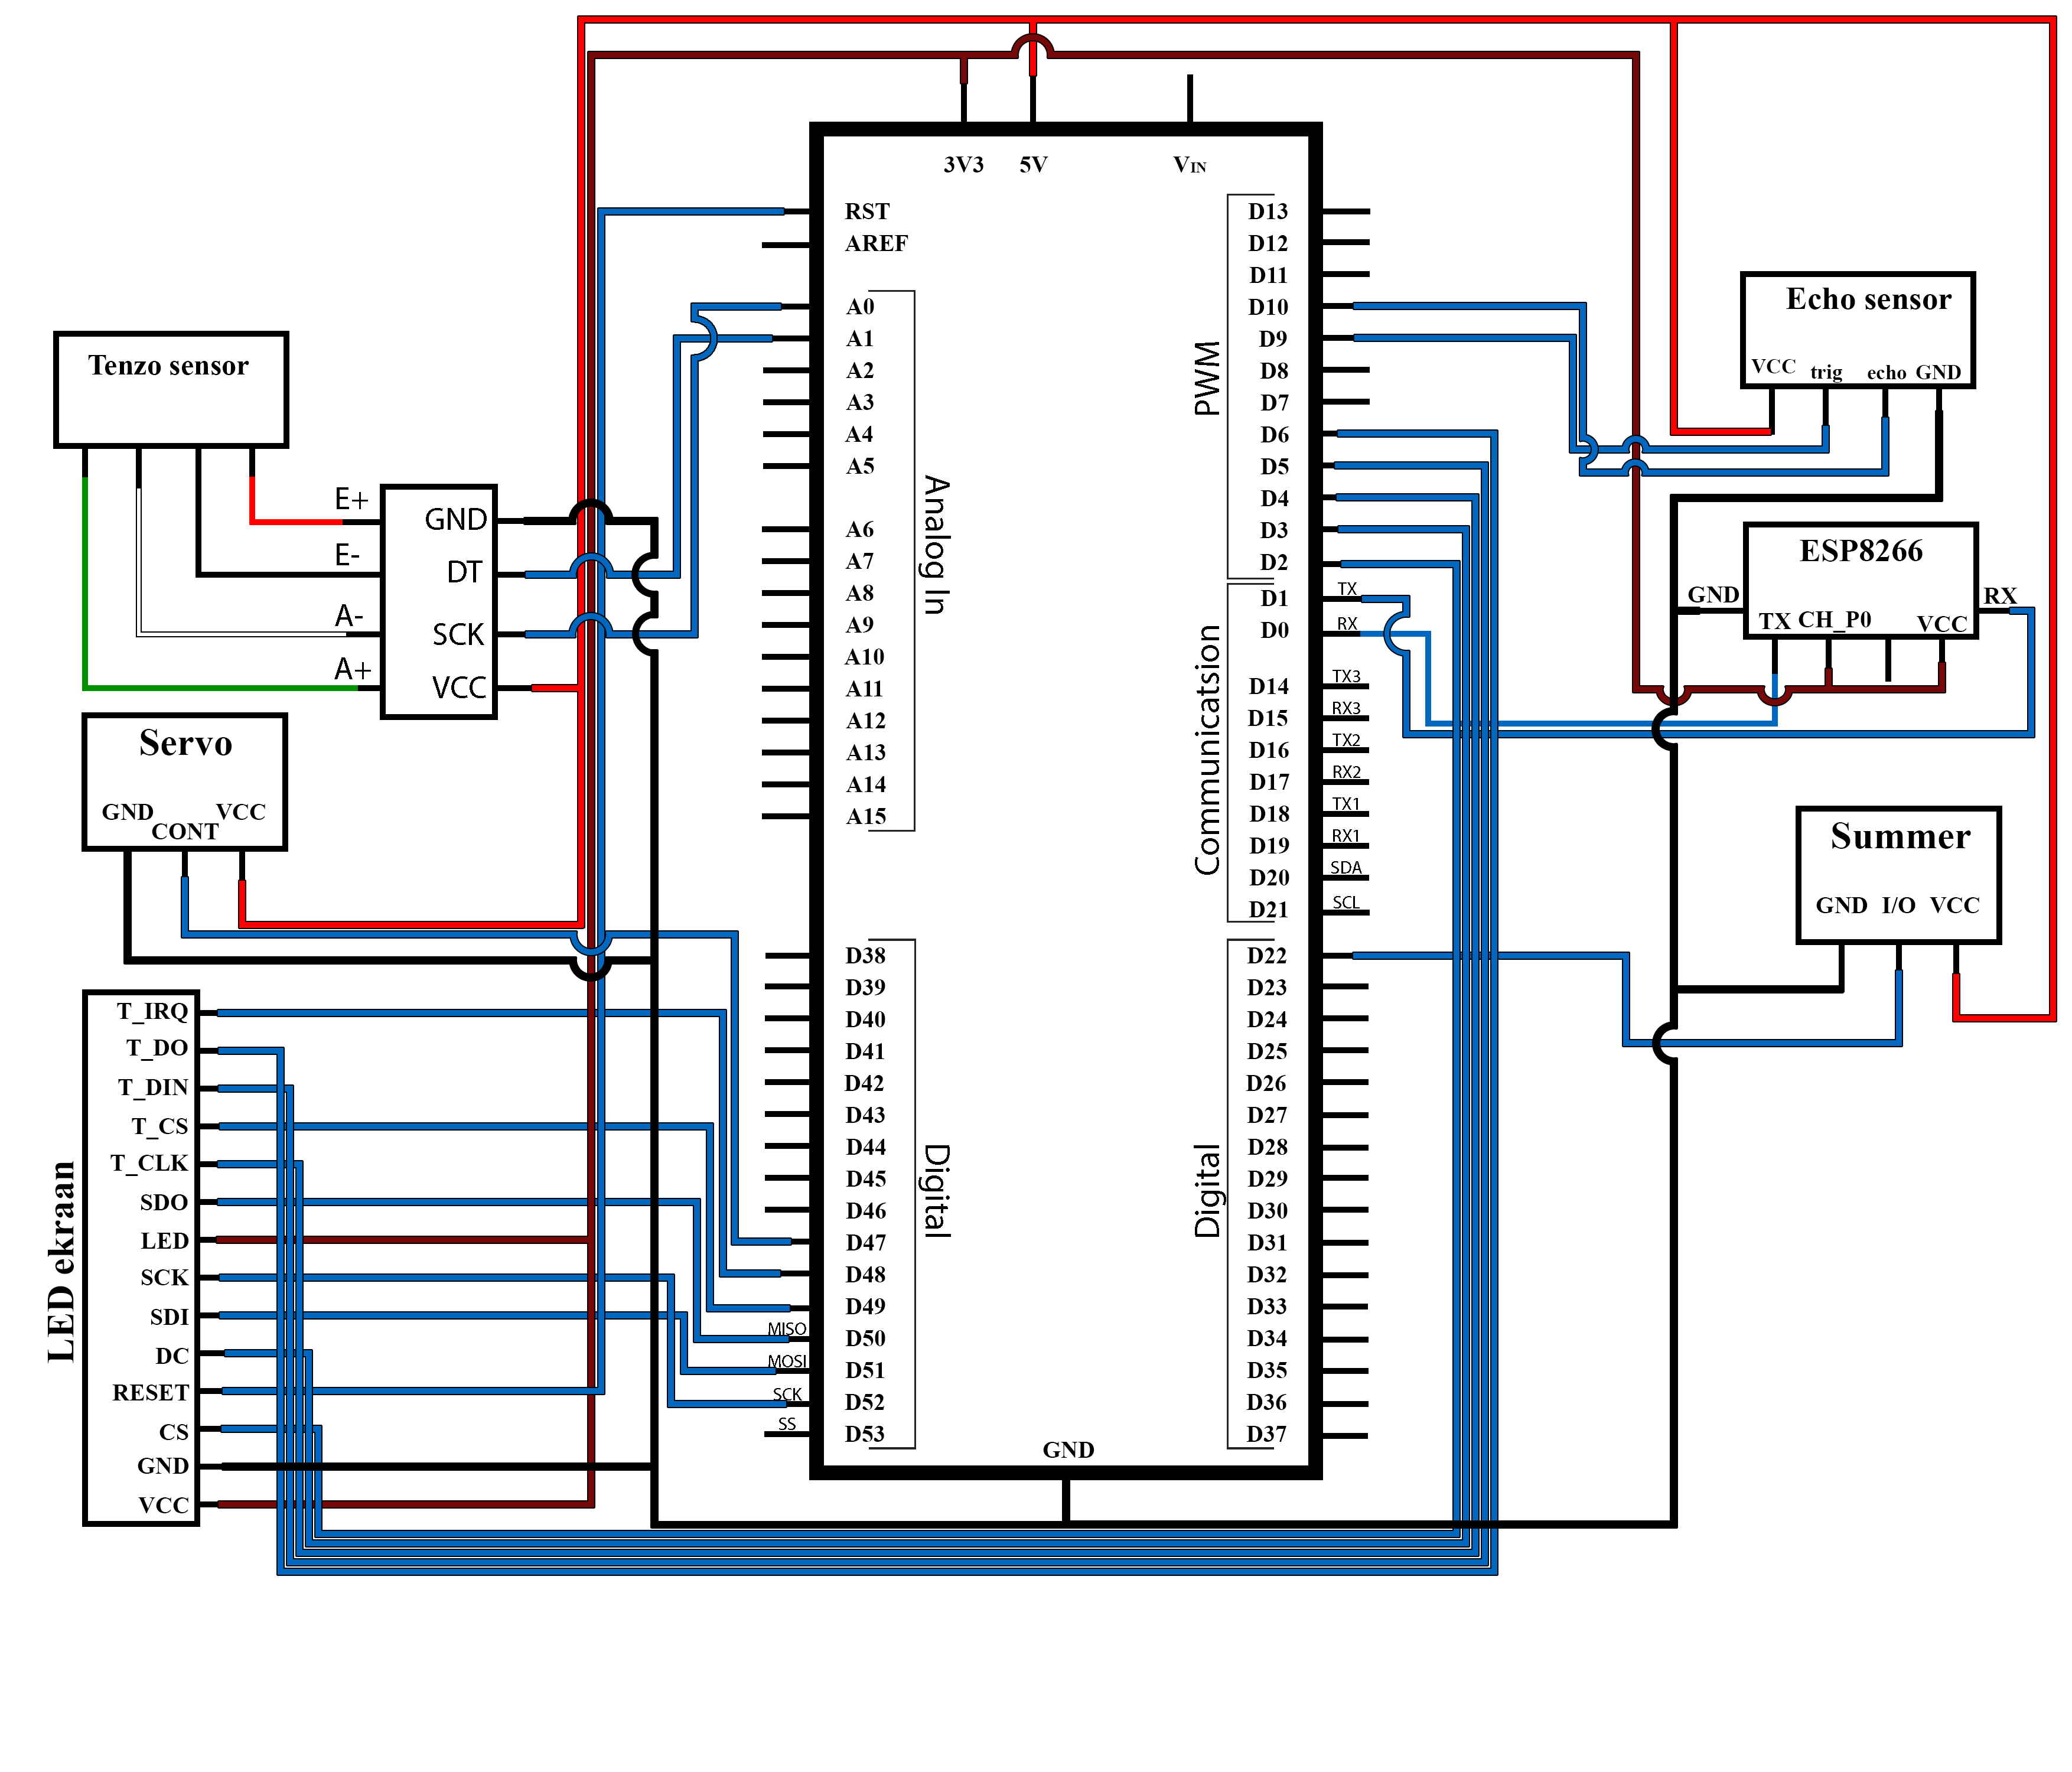 3V3 5V VIN
RST
AREF
A0
A1
A2
A3
A4
A5
A6
A7
A8
A9
A10
A11
A12
A13
A14
A15
Analog In
D38
D39
D40
D41
D42
D43
D44
D45
D46
D47
D48
D49
MISO D50
MOSI D51
SCK D52
SS D53
Digital
GND
D13
D12
D11
D10
D9
D8
D7
D6
D5
D4
D3
D2
PWM
D1 TX
D0 RX
D14 TX3
D15 RX3
D16 TX2
D17 RX2
D18 TX1
D19 RX1
D20 SDA
D21 SCL
Communicatsion
D22
D23
D24
D25
D26
D27
D28
D29
D30
D31
D32
D33
D34
D35
D36
D37
Digital
Tenzo sensor
E+
E-
A-
A+
GND
DT
SCK
VCC
Servo
GND CONT VCC
LED ekraan
T_IRQ
T_DO
T_DIN
T_CS
T_CLK
SDO
LED
SCK
SDI
DC
RESET
CS
GND
VCC
Echo sensor
VCC trig echo GND
ESP8266
GND RX
TX CH_P0 VCC
Summer
GND I/O VCC